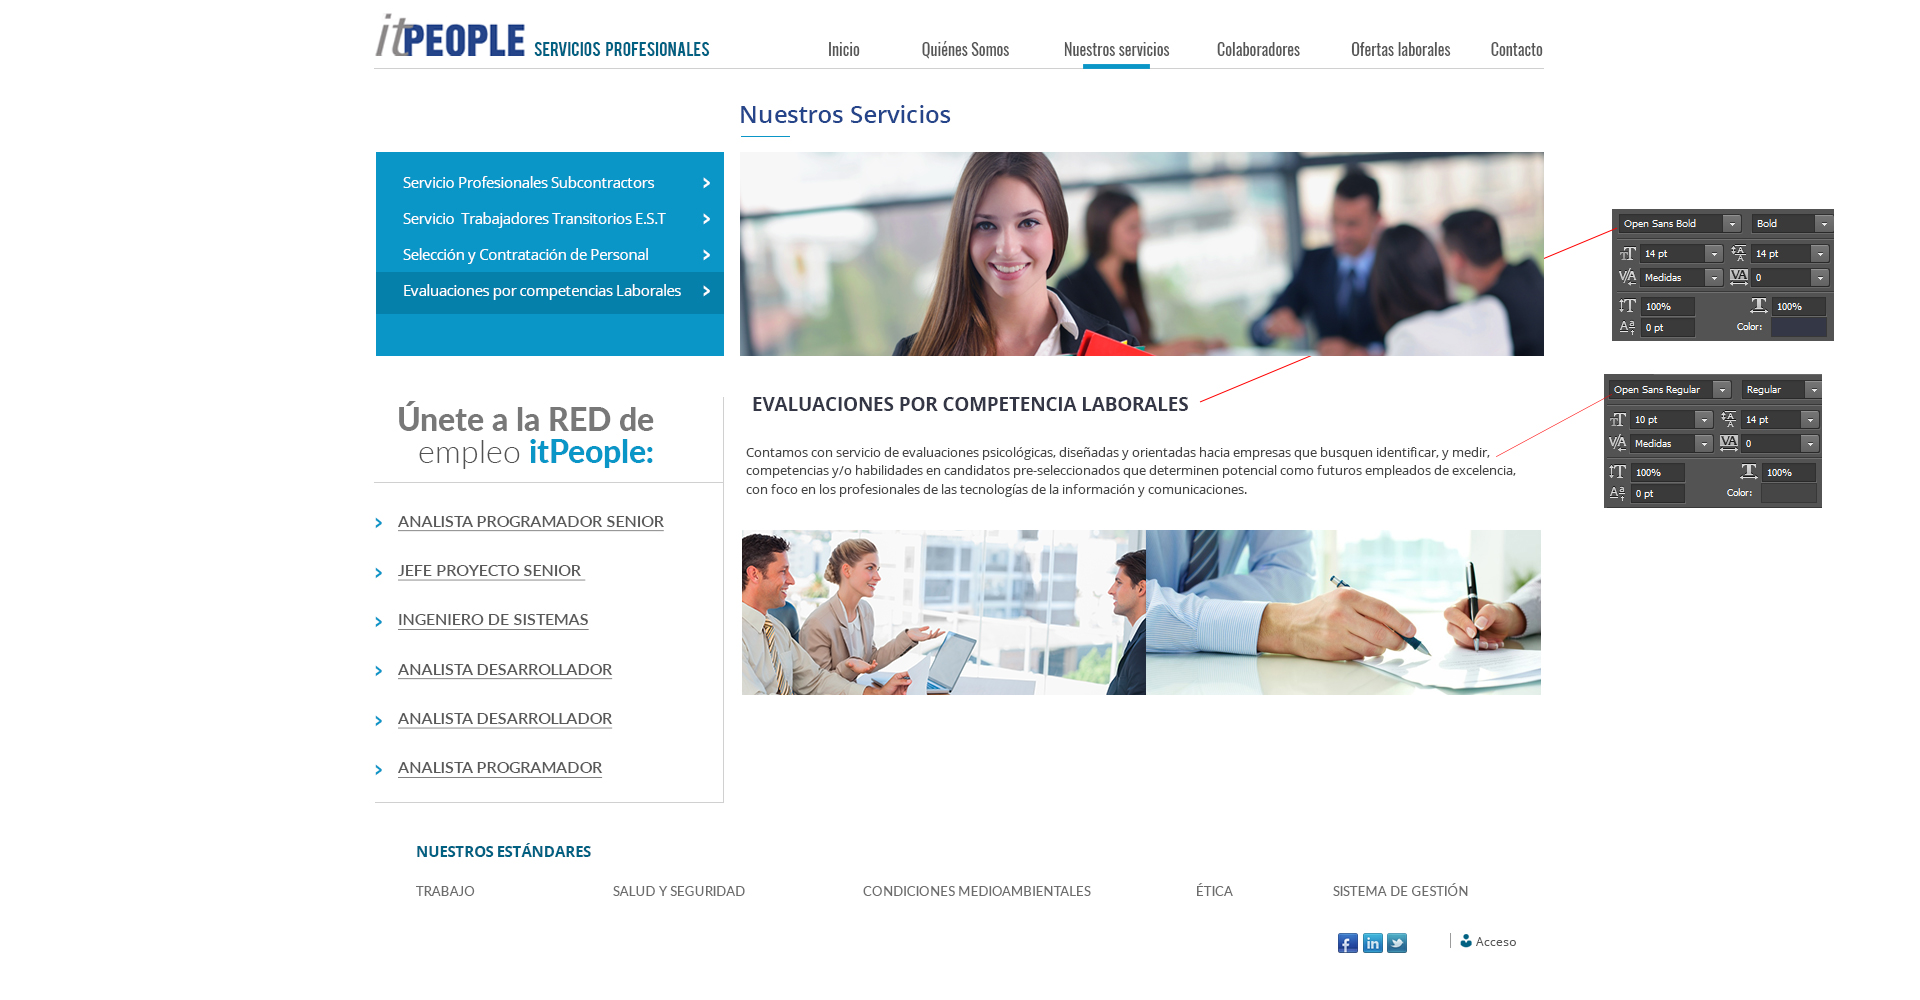 itPEOPLE SERVICIOS PROFESIONALES
Inicio
Quiénes Somos
Nuestros servicios
Colaboradores
Ofertas laborales
Contacto
Nuestros Servicios
Servicio Profesionales Subcontractors
Servicio  Trabajadores Transitorios E.S.T
Selección y Contratación de Personal
Evaluaciones por competencias Laborales
Open Sans Bold
Bold
14 pt
14 pt
Medidas
0
100%
100%
0 pt
Color:
Open Sans Regular
Regular
10 pt
14 pt
Medidas
0
100%
100%
0 pt
Color:
Únete a la RED de
empleo itPeople:
EVALUACIONES POR COMPETENCIA LABORALES
Contamos con servicio de evaluaciones psicológicas, diseñadas y orientadas hacia empresas que busquen identificar, y medir,
competencias y/o habilidades en candidatos pre-seleccionados que determinen potencial como futuros empleados de excelencia,
con foco en los profesionales de las tecnologías de la información y comunicaciones.
ANALISTA PROGRAMADOR SENIOR
JEFE PROYECTO SENIOR
INGENIERO DE SISTEMAS
ANALISTA DESARROLLADOR
ANALISTA DESARROLLADOR
ANALISTA PROGRAMADOR
NUESTROS ESTÁNDARES
TRABAJO
SALUD Y SEGURIDAD
CONDICIONES MEDIOAMBIENTALES
ÉTICA
SISTEMA DE GESTIÓN
Acceso